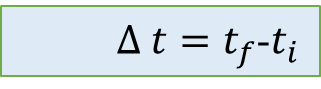 Δ t = t_f-t_i